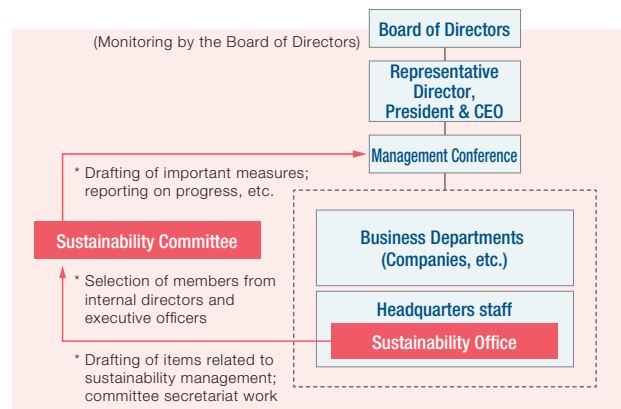 Board of Directors
(Monitoring by the Board of Directors)
Representative
Director,
President & CEO
Management Conference
* Drafting of important measures;
reporting on progress, etc.
Sustainability Committee
Business Departments
(Companies, etc.)
* Selection of members from
internal directors and
executive officers
Headquarters staff
Sustainability Office
* Drafting of items related to
sustainability management;
committee secretariat work